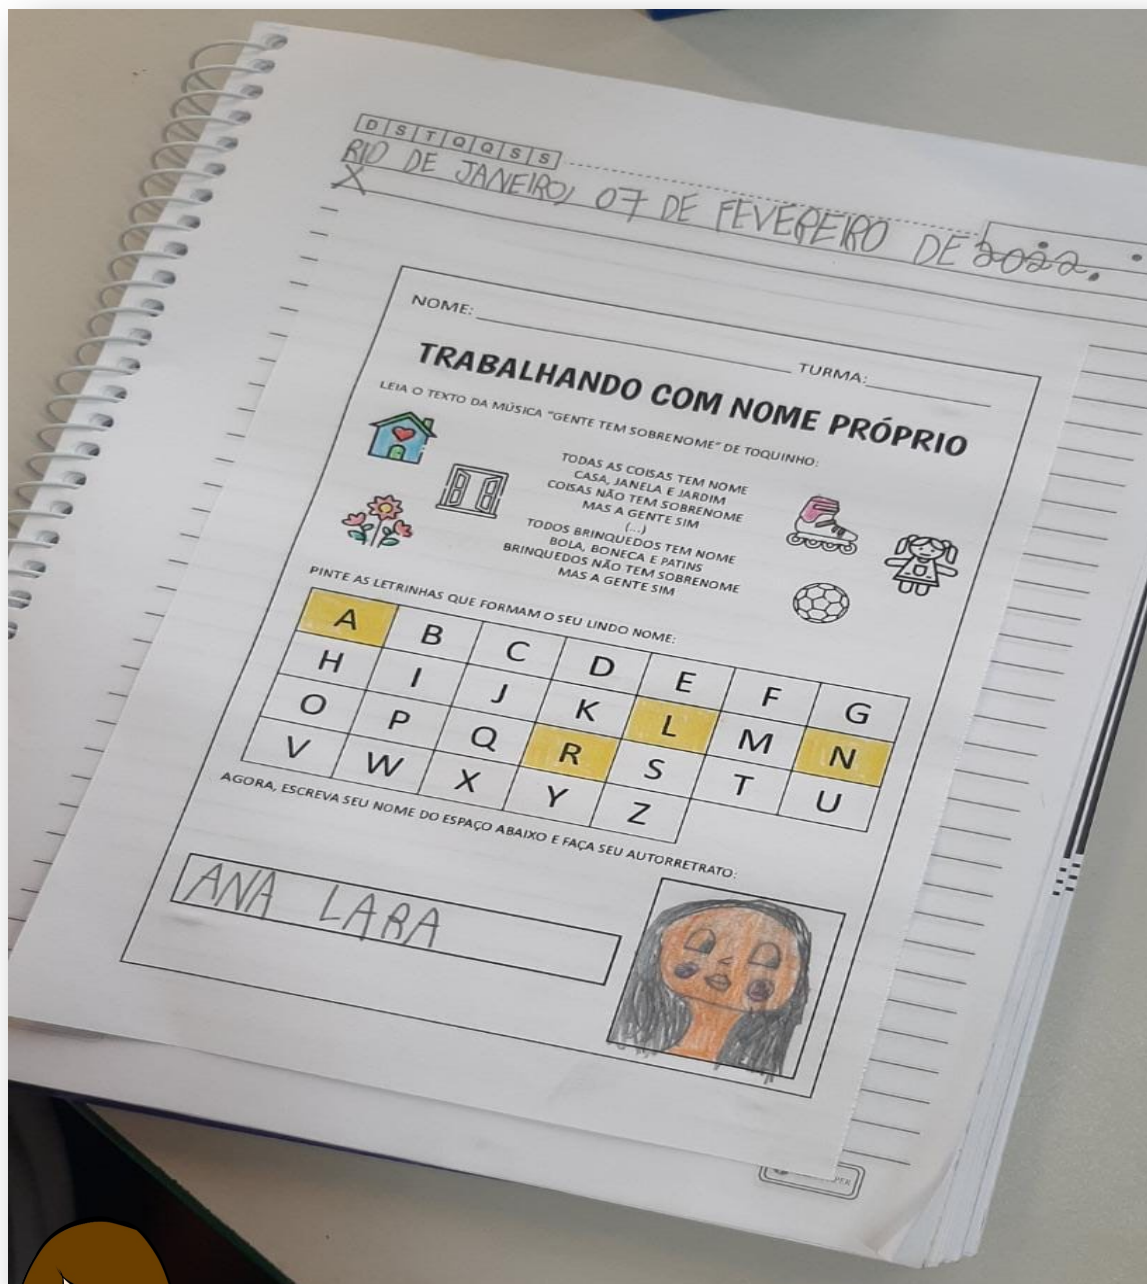 D S T Q Q S S
RIO DE JANEIRO, 07 DE FEVEREIRO DE 2022.
X
NOME: TURMA:
TRABALHANDO COM NOME PRÓPRIO
LEIA O TEXTO DA MÚSICA "GENTE TEM SOBRENOME" DE TOQUINHO:
TODAS AS COISAS TEM NOME
CASA, JANELA E JARDIM
COISAS NÃO TEM SOBRENOME
MAS A GENTE SIM
(...)
TODOS BRINQUEDOS TEM NOME
BOLA, BONECA E PATINS
BRINQUEDOS NÃO TEM SOBRENOME
MAS A GENTE SIM
PINTE AS LETRINHAS QUE FORMAM O SEU LINDO NOME:
A B C D E F G
H I J K L M N
O P Q R S T U
V W X Y Z
AGORA, ESCREVA SEU NOME DO ESPAÇO ABAIXO E FAÇA SEU AUTORRETRATO:
ANA LARA